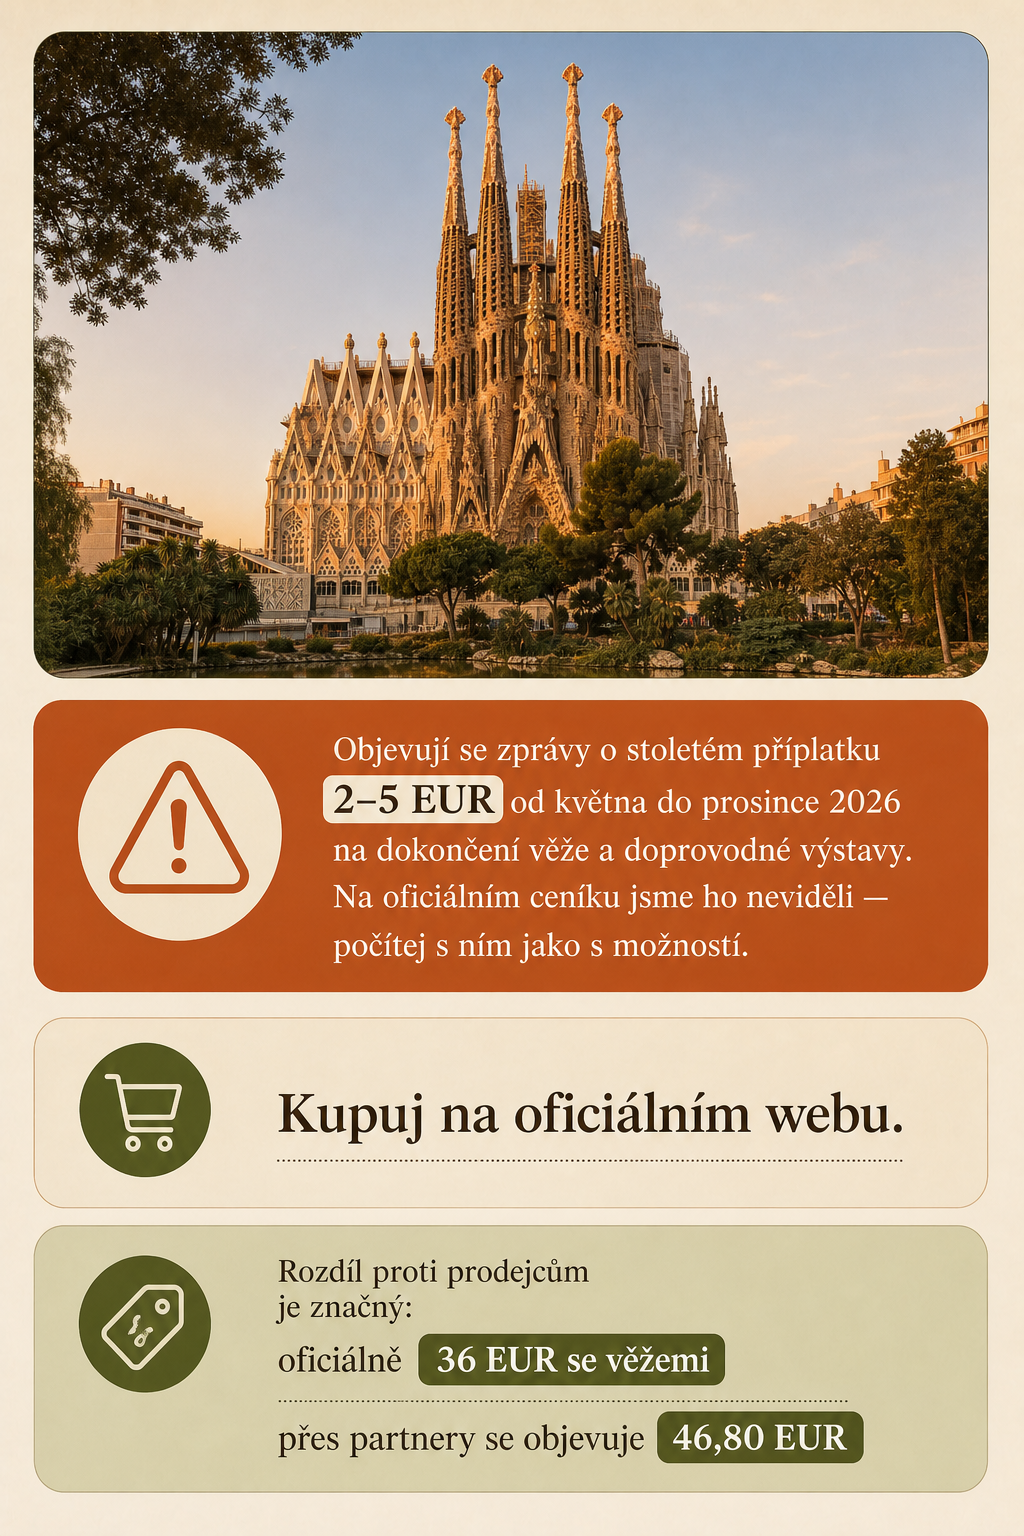 Objevují se zprávy o stoletém příplatku
2–5 EUR od května do prosince 2026
na dokončení věže a doprovodné výstavy.
Na oficiálním ceníku jsme ho neviděli —
počítej s ním jako s možností.
Kupuj na oficiálním webu.
Rozdíl proti prodejcům
je značný:
oficiálně 36 EUR se věžemi
přes partnery se objevuje 46,80 EUR